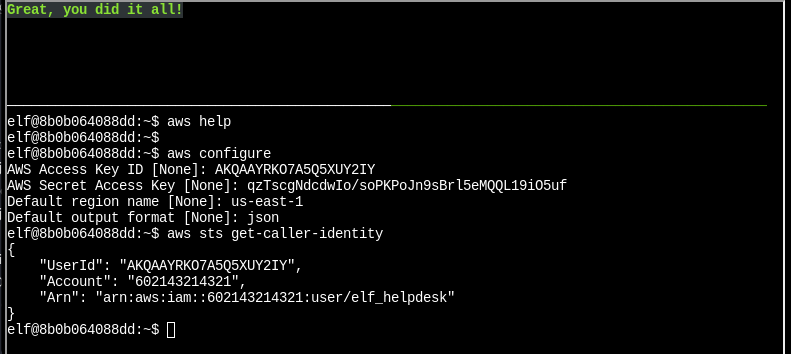 Great, you did it all!
elf@8b0b064088dd:~$ aws help
elf@8b0b064088dd:~$
elf@8b0b064088dd:~$ aws configure
AWS Access Key ID [None]: AKQAAYRKO7A5Q5XUY2IY
AWS Secret Access Key [None]: qzTscgNdcdwIo/soPKPoJn9sBrl5eMQQL19iO5uf
Default region name [None]: us-east-1
Default output format [None]: json
elf@8b0b064088dd:~$ aws sts get-caller-identity
{
    "UserId": "AKQAAYRKO7A5Q5XUY2IY",
    "Account": "602143214321",
    "Arn": "arn:aws:iam::602143214321:user/elf_helpdesk"
}
elf@8b0b064088dd:~$